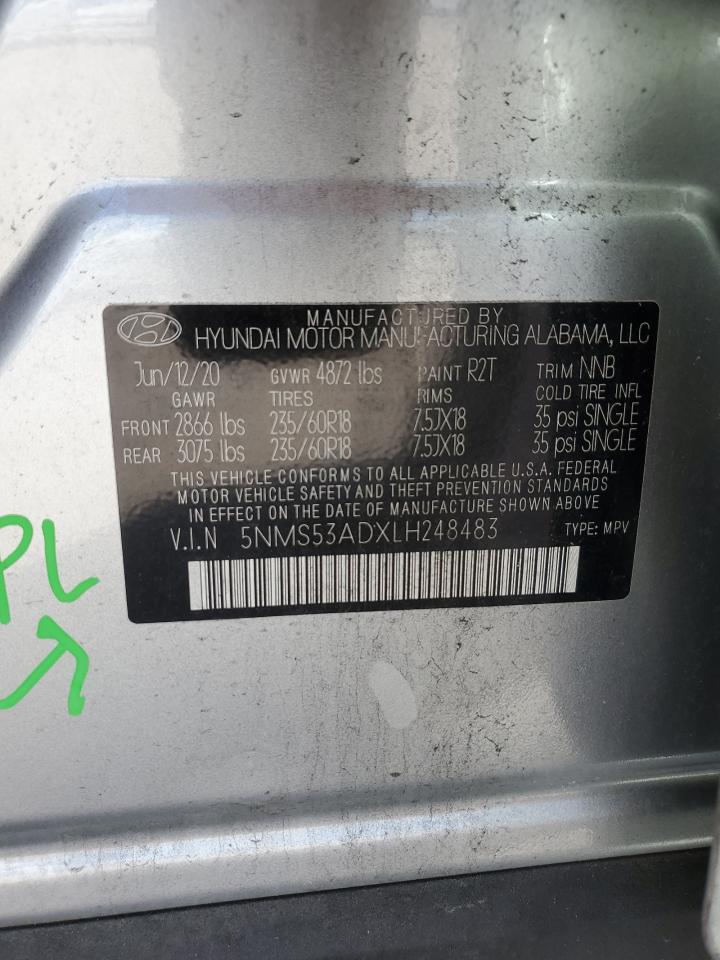 MANUFACTURED BY
HYUNDAI MOTOR MANUFACTURING ALABAMA, LLC
Jun/12/20 GVWR 4872 lbs PAINT R2T TRIM NNB
GAWR TIRES RIMS COLD TIRE INFL
FRONT 2866 lbs 235/60R18 7.5JX18 35 psi SINGLE
REAR 3075 lbs 235/60R18 7.5JX18 35 psi SINGLE
THIS VEHICLE CONFORMS TO ALL APPLICABLE U.S.A. FEDERAL
MOTOR VEHICLE SAFETY AND THEFT PREVENTION STANDARDS
IN EFFECT ON THE DATE OF MANUFACTURE SHOWN ABOVE
V.I.N 5NMS53ADXLH248483 TYPE: MPV
PL